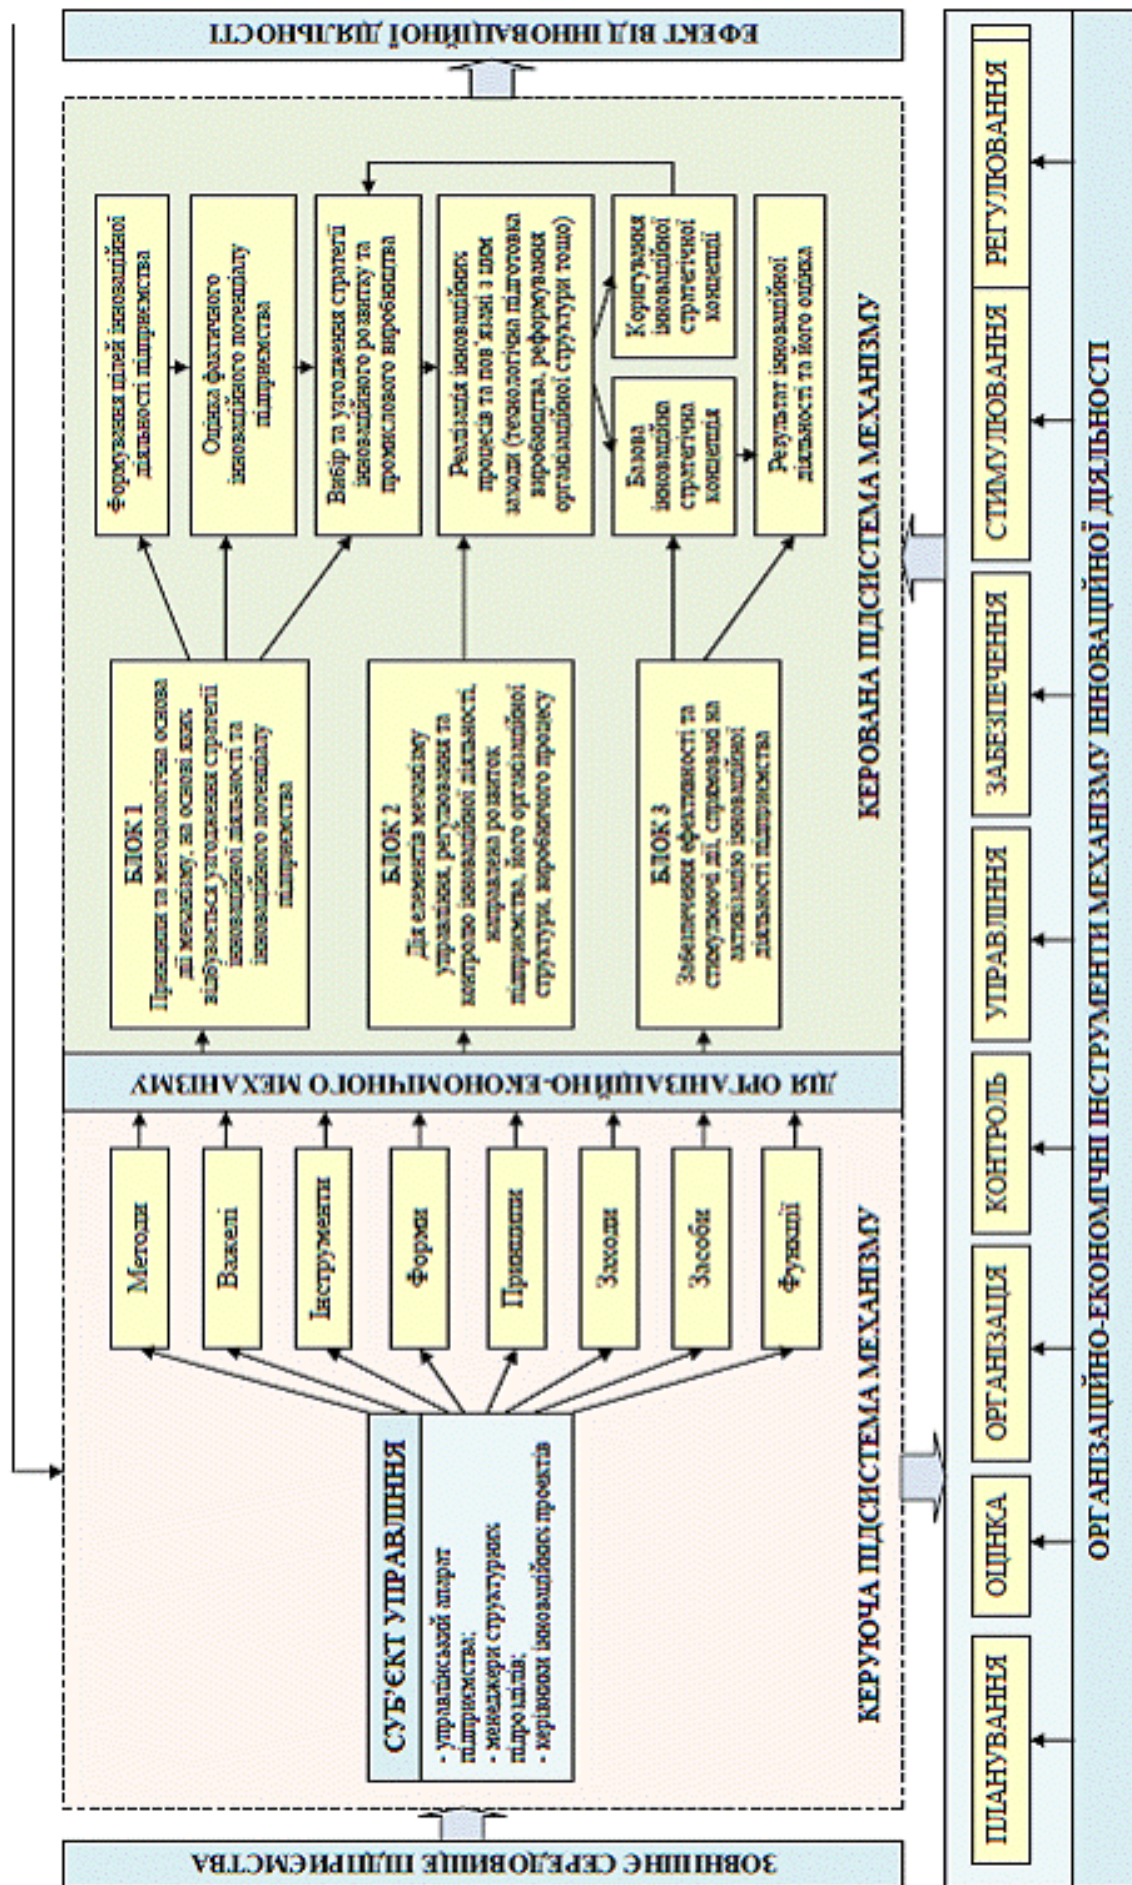 ЗОВНІШНЄ СЕРЕДОВИЩЕ ПІДПРИЄМСТВА
СУБ'ЄКТ УПРАВЛІННЯ
- управлінський апарат
підприємства;
- менеджери структурних
підрозділів;
- керівники інноваційних проектів
Методи
Важелі
Інструменти
Форми
Принципи
Заходи
Засоби
Функції
КЕРУЮЧА ПІДСИСТЕМА МЕХАНІЗМУ
ДІЯ ОРГАНІЗАЦІЙНО-ЕКОНОМІЧНОГО МЕХАНІЗМУ
БЛОК 1
Принципи та методологічна основа
дії механізму, на основі яких
відбувається узгодження стратегії
інноваційної діяльності та
інноваційного потенціалу
підприємства
БЛОК 2
Дія елементів механізму
управління, регулювання та
контролю інноваційної діяльності,
направлена розвиток
підприємства, його організаційної
структури, виробничого процесу
БЛОК 3
Забезпечення ефективності та
стимулюючі дії, спрямовані на
активізацію інноваційної
діяльності підприємства
Формування цілей інноваційної
діяльності підприємства
Оцінка фактичного
інноваційного потенціалу
підприємства
Вибір та узгодження стратегії
інноваційного розвитку та
промислового виробництва
Реалізація інноваційних
процесів та пов'язані з цим
заходи (технологічна підготовка
виробництва, реформування
організаційної структури тощо)
Базова
інноваційна
стратегічна
концепція
Коригування
інноваційної
стратегічної
концепції
Результат інноваційної
діяльності та його оцінка
КЕРОВАНА ПІДСИСТЕМА МЕХАНІЗМУ
ЕФЕКТ ВІД ІННОВАЦІЙНОЇ ДІЯЛЬНОСТІ
ПЛАНУВАННЯ
ОЦІНКА
ОРГАНІЗАЦІЯ
КОНТРОЛЬ
УПРАВЛІННЯ
ЗАБЕЗПЕЧЕННЯ
СТИМУЛЮВАННЯ
РЕГУЛЮВАННЯ
ОРГАНІЗАЦІЙНО-ЕКОНОМІЧНІ ІНСТРУМЕНТИ МЕХАНІЗМУ ІННОВАЦІЙНОЇ ДІЯЛЬНОСТІ